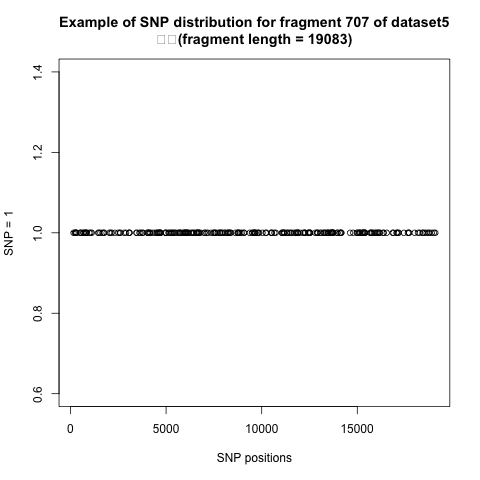 Example of SNP distribution for fragment 707 of dataset5
(fragment length = 19083)
1.4
1.2
1.0
0.8
0.6
SNP = 1
0
5000
10000
15000
SNP positions